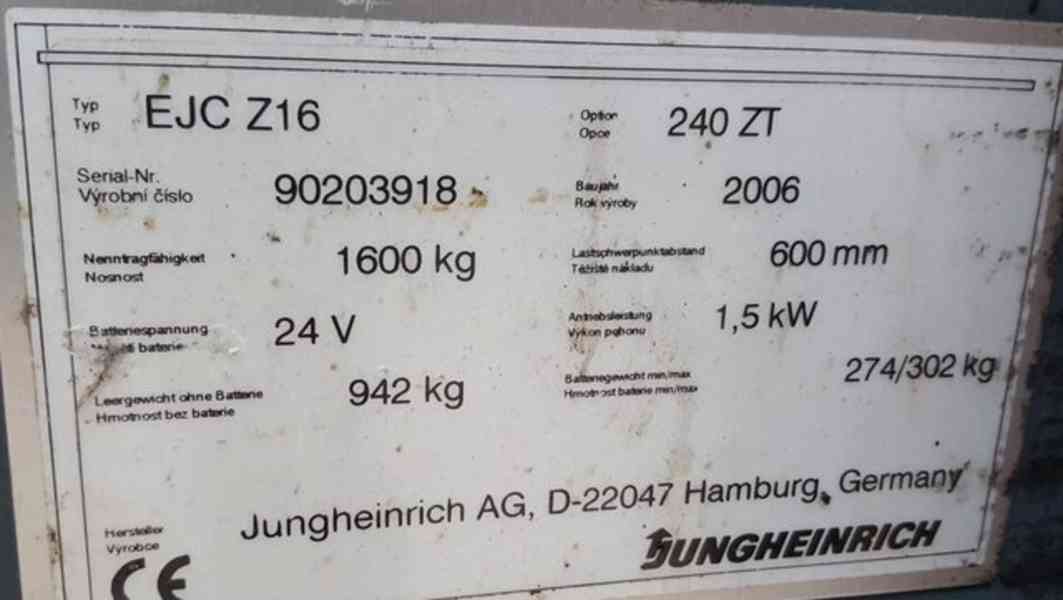 Typ EJC Z16 Option 240 ZT
Typ Opce
Serial-Nr. 90203918 Baujahr 2006
Výrobní číslo Rok výroby
Nenntragfähigkeit 1600 kg Lastschwerpunktabstand 600 mm
Nosnost Těžiště nákladu
Batteriespannung 24 V Antriebsleistung 1,5 kW
baterie Výkon pohonu
Leergewicht ohne Batterie 942 kg Batteriegewicht min/max 274/302 kg
Hmotnost bez baterie Hmotnost baterie min/max
Hersteller Jungheinrich AG, D-22047 Hamburg, Germany
Výrobce
CE JUNGHEINRICH